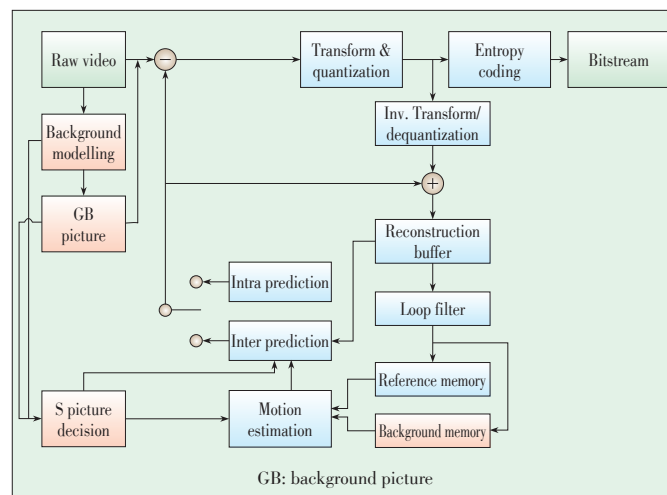 Raw video
−
Transform &
quantization
Entropy
coding
Bitstream
Background
modelling
Inv. Transform/
dequantization
+
GB
picture
Reconstruction
buffer
Intra prediction
Loop filter
Inter prediction
Reference memory
S picture
decision
Motion
estimation
Background memory
GB: background picture